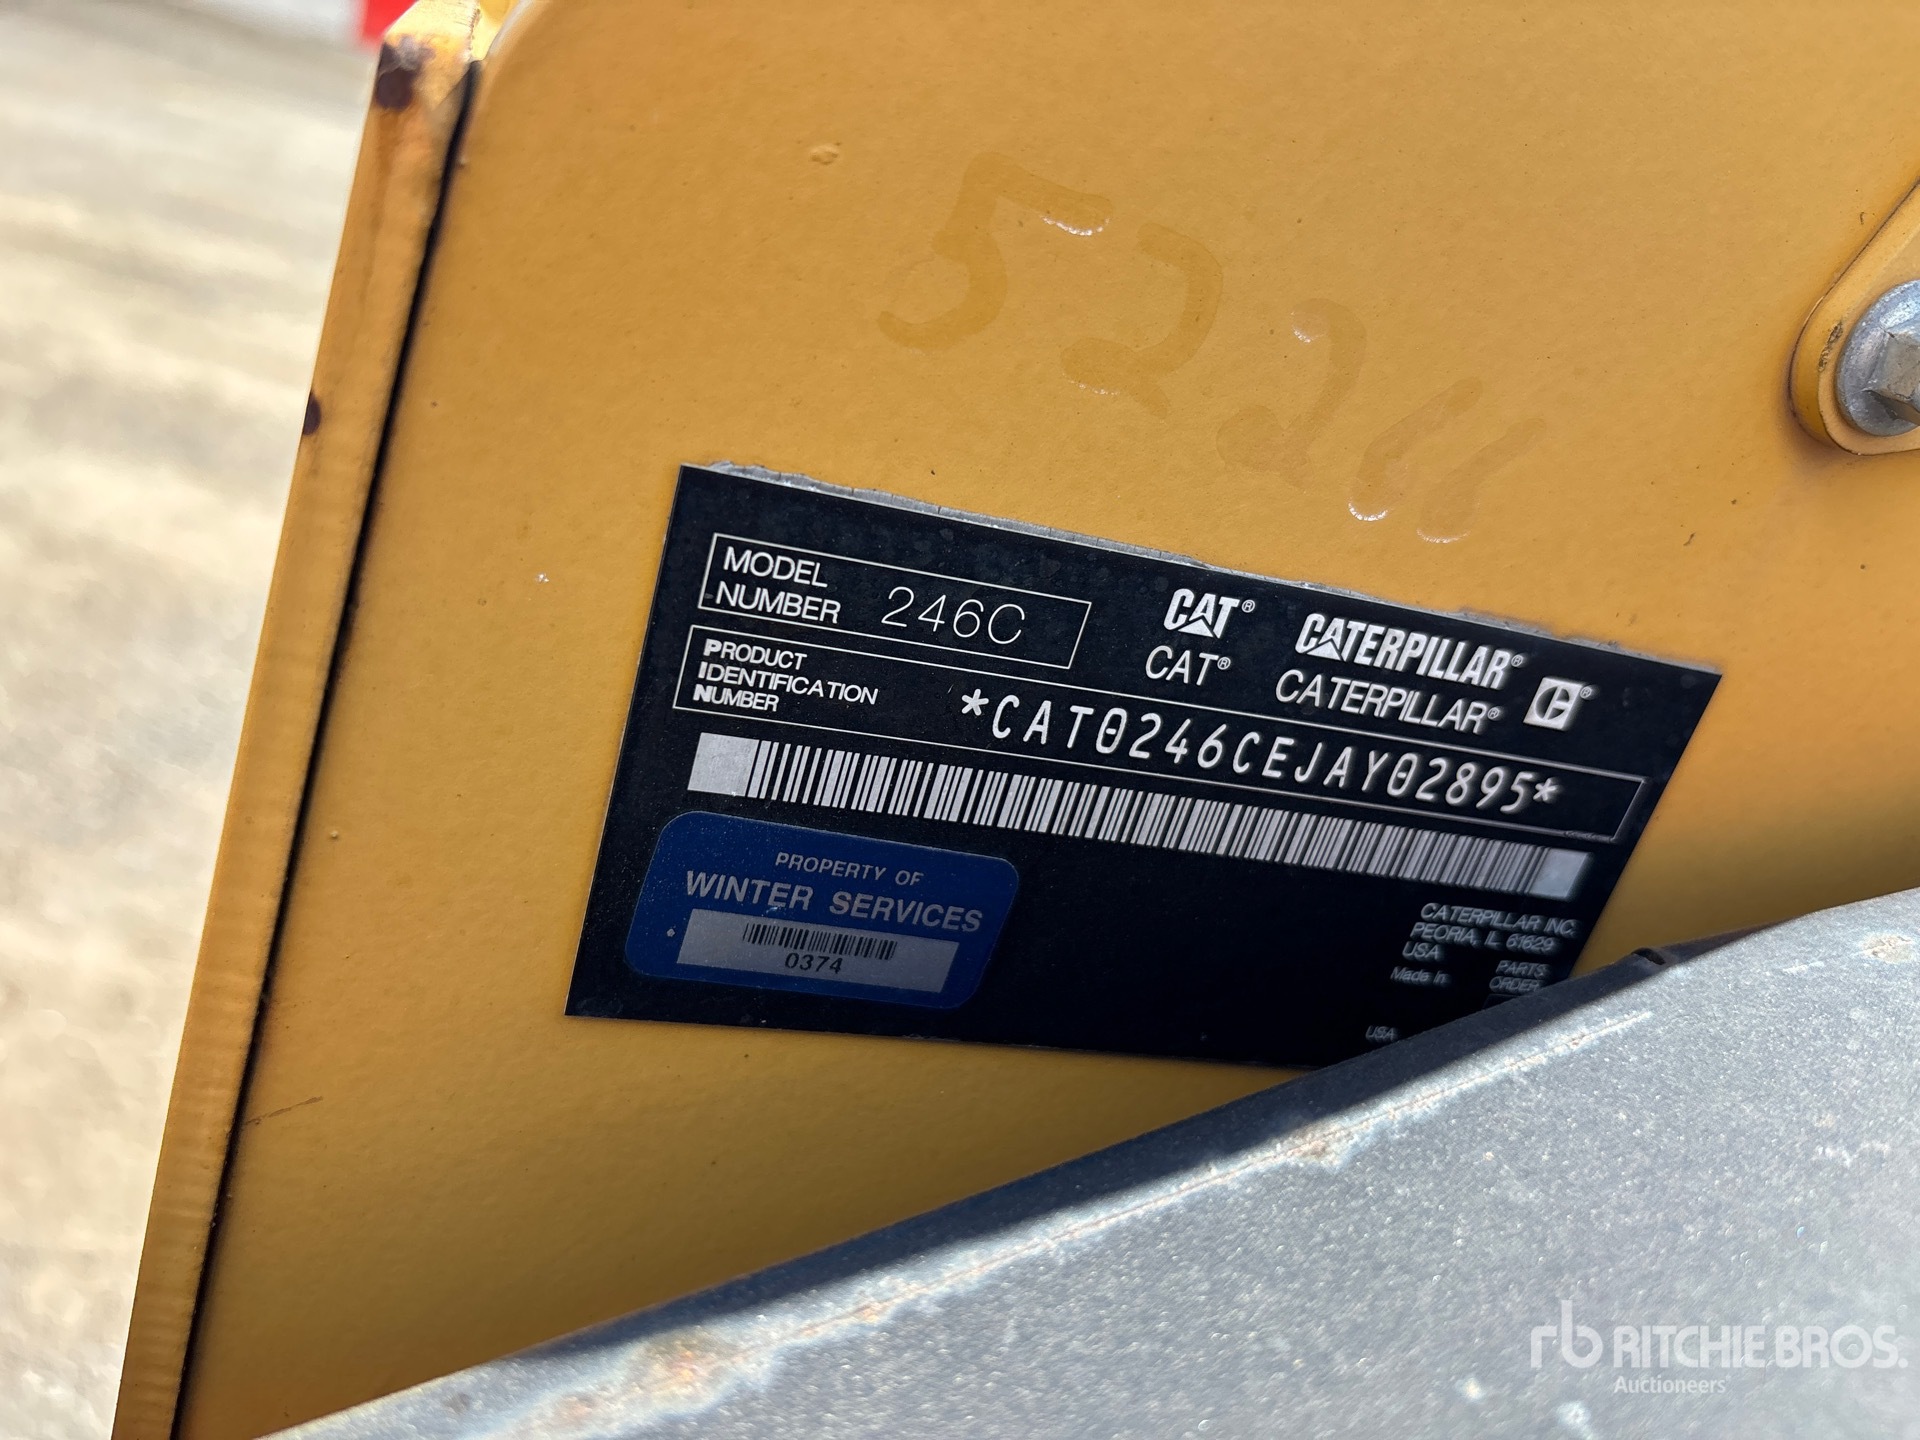 MODEL
NUMBER 246C
CAT® CATERPILLAR®
CAT® CATERPILLAR®
PRODUCT
IDENTIFICATION
NUMBER
*CAT0246CEJAY02895*
PROPERTY OF
WINTER SERVICES
0374
CATERPILLAR INC.
PEORIA, IL 61629
USA
Made in PARTS
ORDER
USA
rb RITCHIE BROS.
Auctioneers